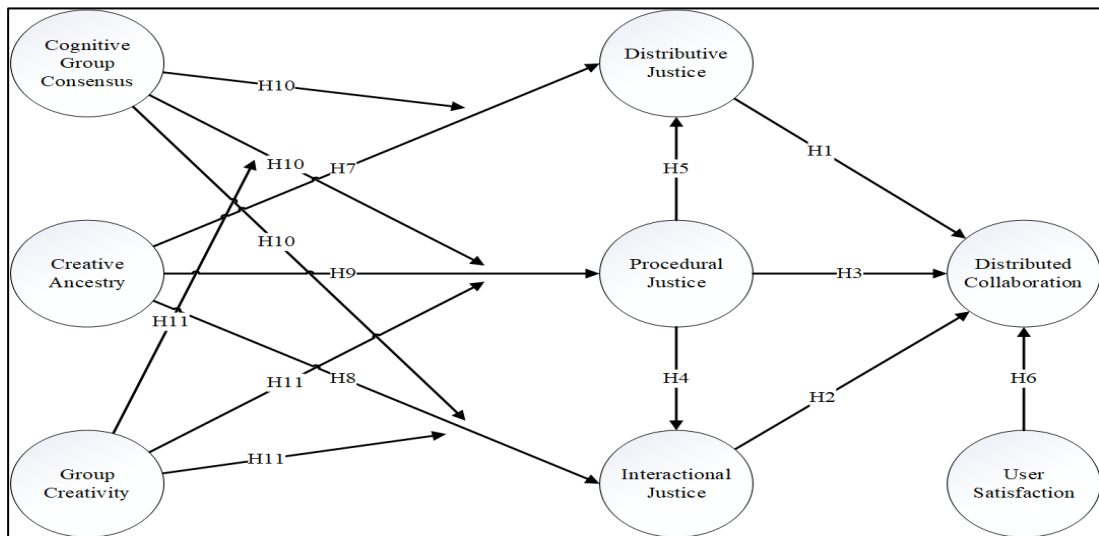 Cognitive
Group
Consensus
Distributive
Justice
H10
H10
H7
H1
H5
H10
Creative
Ancestry
H9
Procedural
Justice
H3
Distributed
Collaboration
H11
H11
H8
H4
H2
H6
H11
Group
Creativity
Interactional
Justice
User
Satisfaction